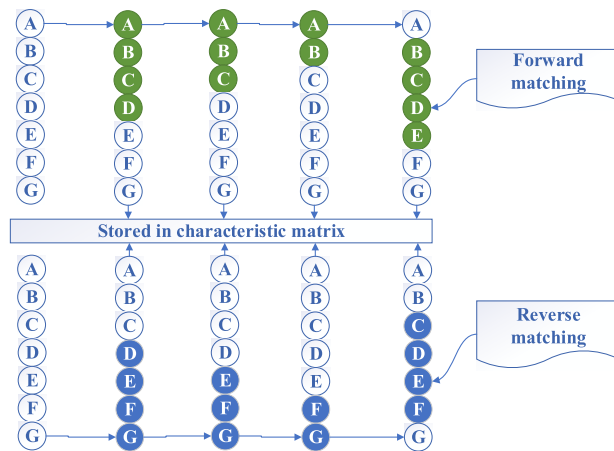 A A A A A
B B B B B
C C C C C
D D D D D
E E E E E
F F F F F
G G G G G
Forward
matching
Stored in characteristic matrix
A A A A A
B B B B B
C C C C C
D D D D D
E E E E E
F F F F F
G G G G G
Reverse
matching